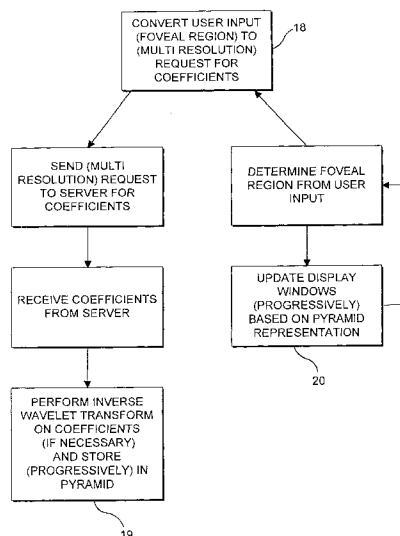 CONVERT USER INPUT
(FOVEAL REGION) TO
(MULTI RESOLUTION)
REQUEST FOR
COEFFICIENTS
18
SEND (MULTI
RESOLUTION) REQUEST
TO SERVER FOR
COEFFICIENTS
DETERMINE FOVEAL
REGION FROM USER
INPUT
RECEIVE COEFFICIENTS
FROM SERVER
UPDATE DISPLAY
WINDOWS
(PROGRESSIVELY)
BASED ON PYRAMID
REPRESENTATION
20
PERFORM INVERSE
WAVELET TRANSFORM
ON COEFFICIENTS
(IF NECESSARY)
AND STORE
(PROGRESSIVELY) IN
PYRAMID
19